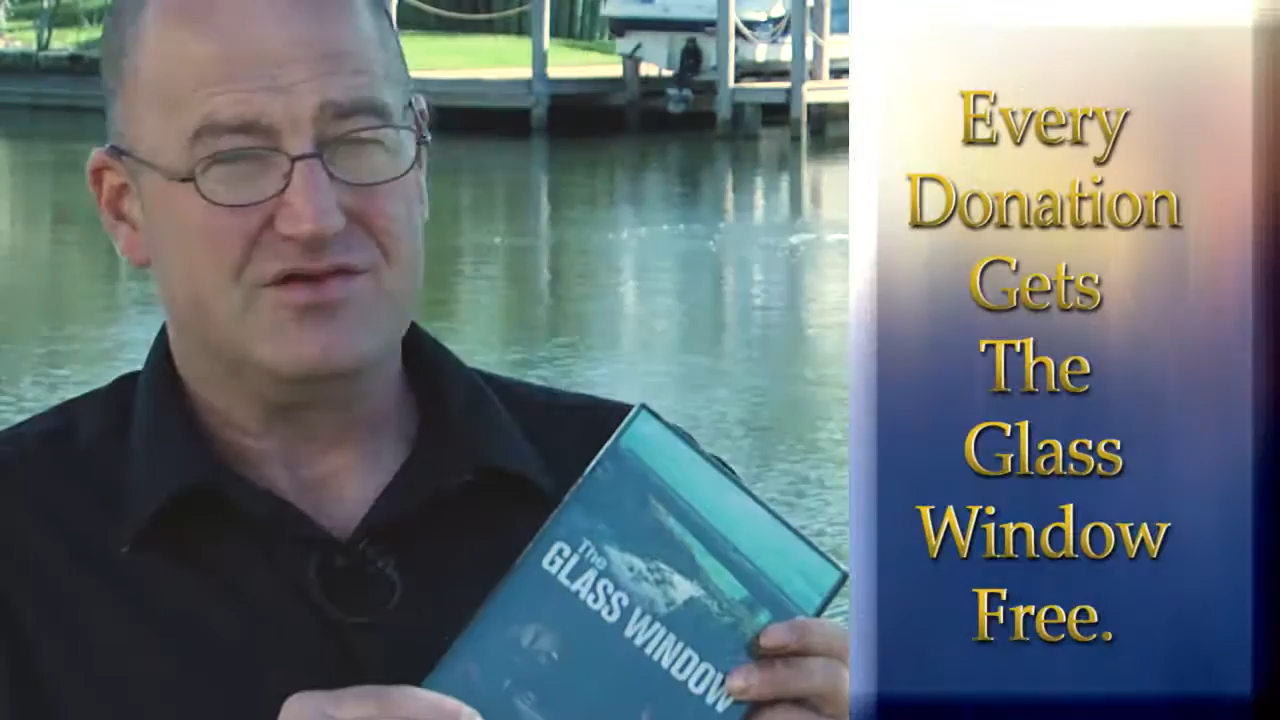 Every
Donation
Gets
The
Glass
Window
Free.
The
GLASS WINDOW